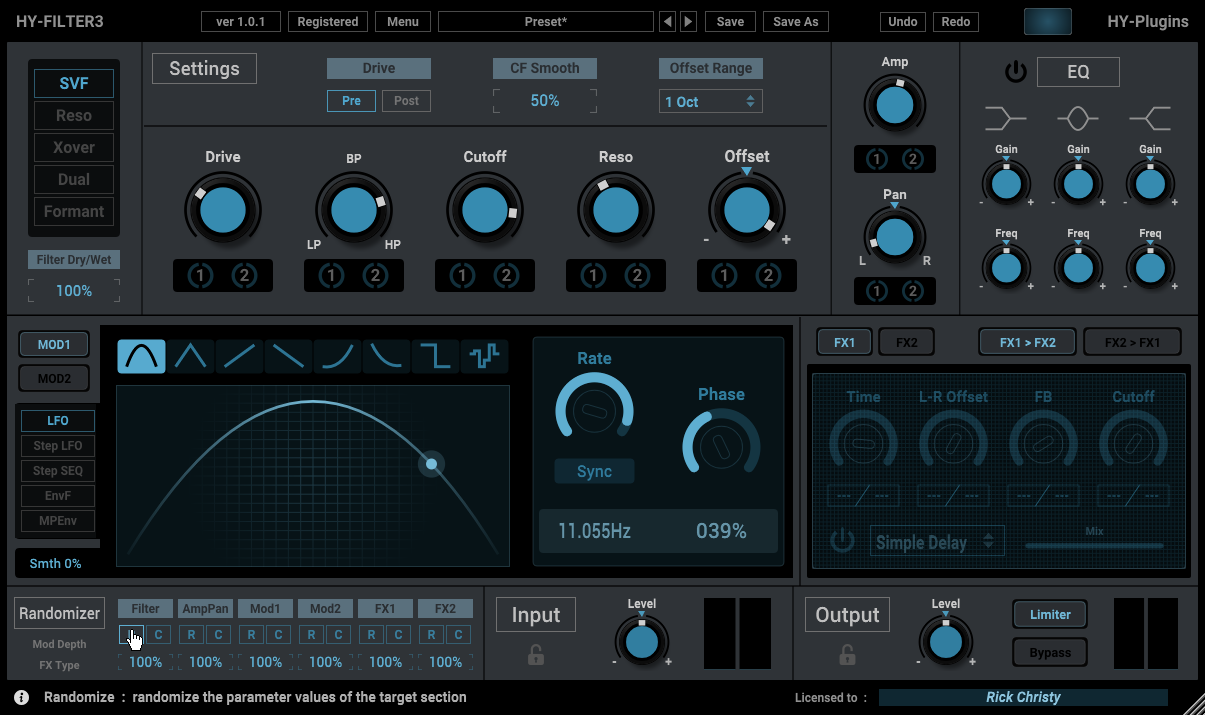 HY-FILTER3
ver 1.0.1 Registered Menu Preset* Save Save As Undo Redo
HY-Plugins
SVF
Reso
Xover
Dual
Formant
Filter Dry/Wet
100%
Settings
Drive
Pre Post
CF Smooth
50%
Offset Range
1 Oct
Drive BP Cutoff Reso Offset
LP HP - +
1 2 1 2 1 2 1 2 1 2
Amp
1 2
Pan
L R
1 2
EQ
Gain Gain Gain
- + - + - +
Freq Freq Freq
- + - + - +
MOD1
MOD2
LFO
Step LFO
Step SEQ
EnvF
MPEnv
Smth 0%
Rate
Phase
Sync
11.055Hz 039%
FX1 FX2 FX1 > FX2 FX2 > FX1
Time L-R Offset FB Cutoff
--- / --- --- / --- --- / --- --- / ---
Simple Delay
Mix
Randomizer
Mod Depth
FX Type
Filter AmpPan Mod1 Mod2 FX1 FX2
C R C R C R C R C R C
100% 100% 100% 100% 100% 100%
Input
Level
- +
Output
Level
- +
Limiter
Bypass
Randomize : randomize the parameter values of the target section
Licensed to : Rick Christy